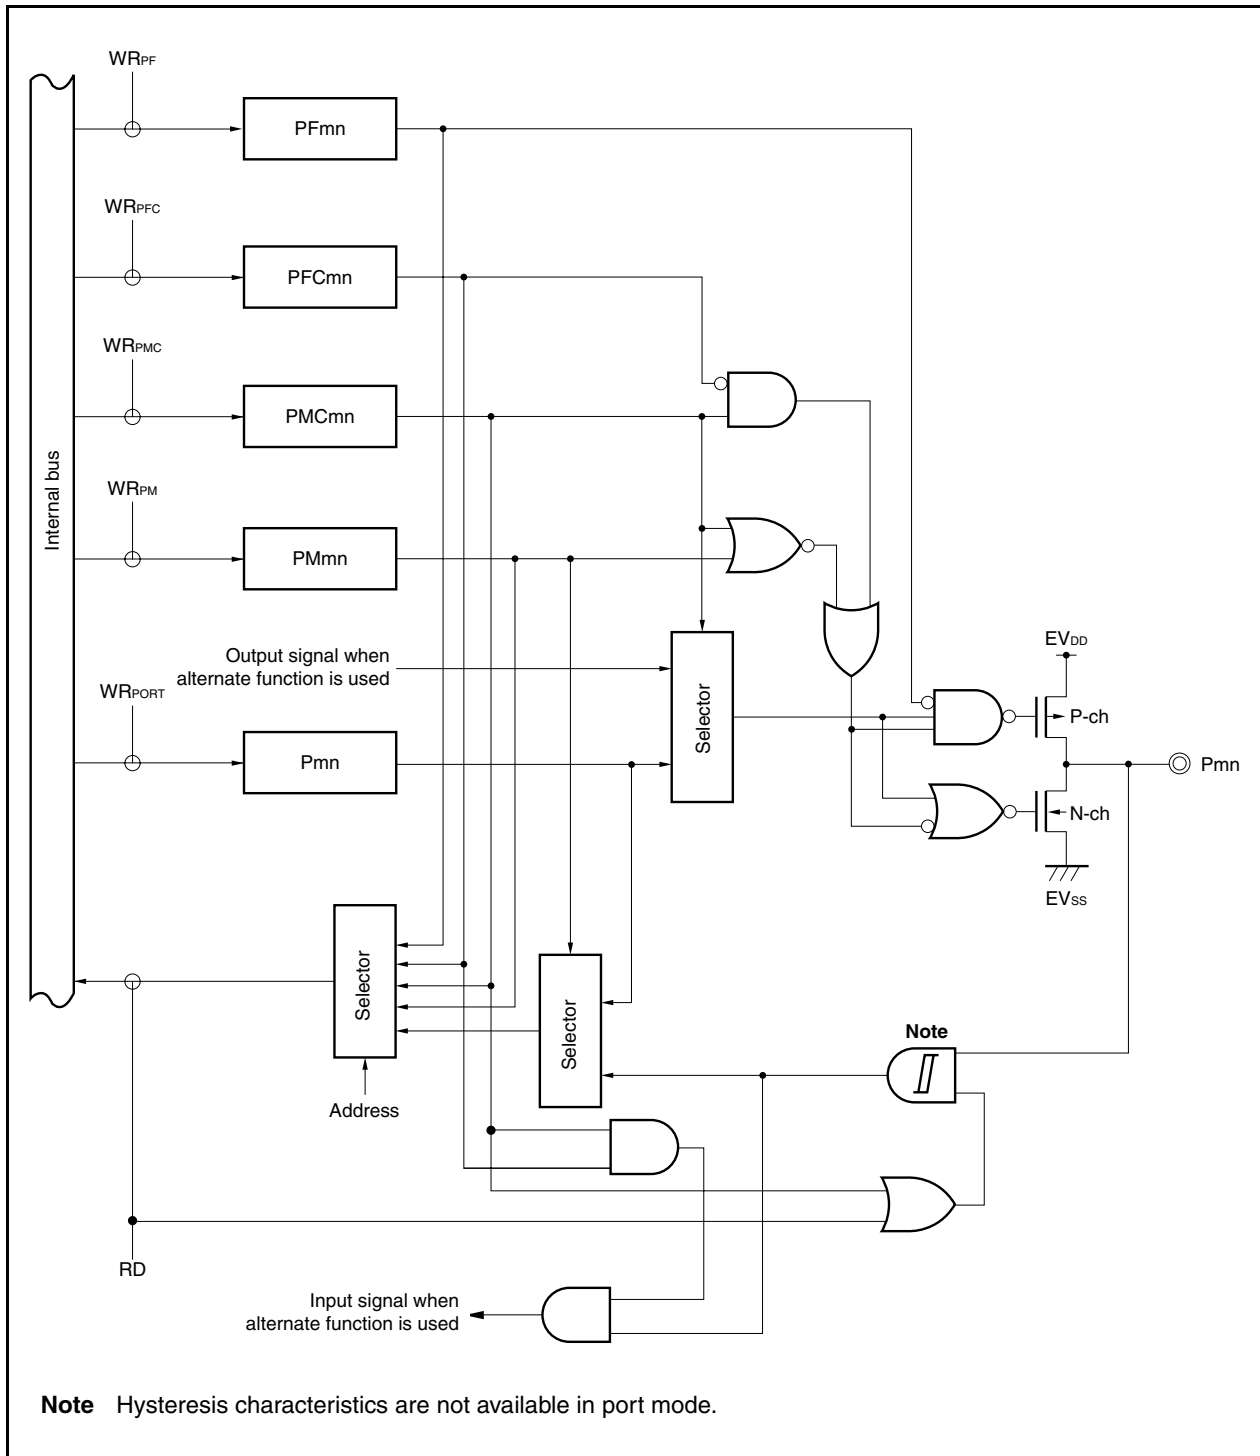 WRPF
PFmn
WRPFC
PFCmn
WRPMC
PMCmn
Internal bus
WRPM
PMmn
Output signal when
alternate function is used
WRPORT
Pmn
Selector
EVDD
P-ch
Pmn
N-ch
EVSS
Selector
Selector
Note
Address
RD
Input signal when
alternate function is used
Note Hysteresis characteristics are not available in port mode.